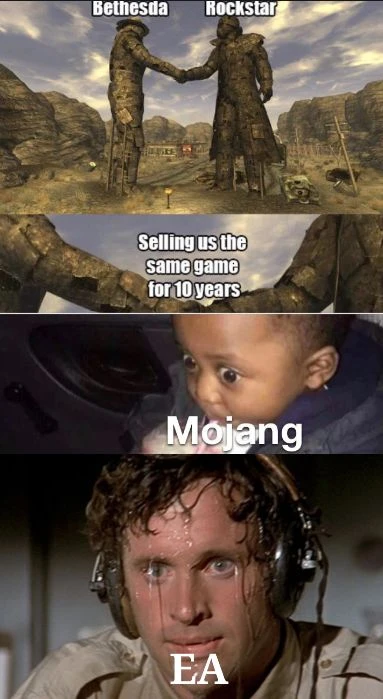 Bethesda Rockstar
Selling us the
same game
for 10 years
Mojang
EA